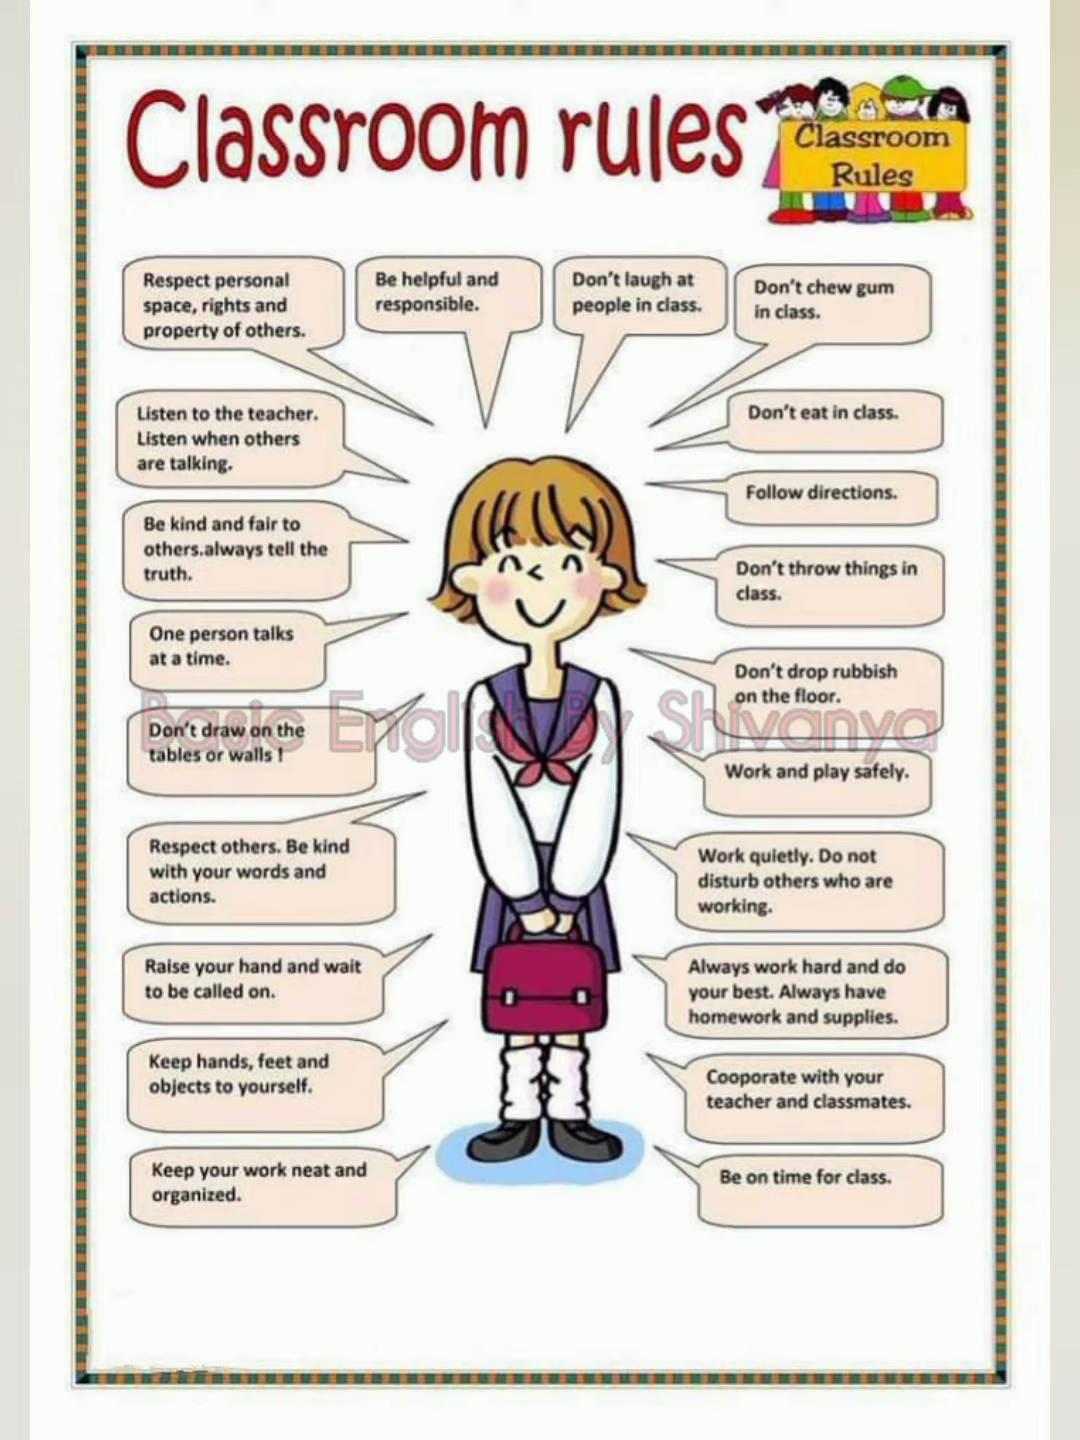 Classroom rules
Classroom
Rules
Respect personal
space, rights and
property of others.
Be helpful and
responsible.
Don't laugh at
people in class.
Don't chew gum
in class.
Listen to the teacher.
Listen when others
are talking.
Don't eat in class.
Follow directions.
Be kind and fair to
others.always tell the
truth.
Don't throw things in
class.
One person talks
at a time.
Don't drop rubbish
on the floor.
Basic English By Shivanya
Don't draw on the
tables or walls !
Work and play safely.
Respect others. Be kind
with your words and
actions.
Work quietly. Do not
disturb others who are
working.
Raise your hand and wait
to be called on.
Always work hard and do
your best. Always have
homework and supplies.
Keep hands, feet and
objects to yourself.
Cooporate with your
teacher and classmates.
Keep your work neat and
organized.
Be on time for class.